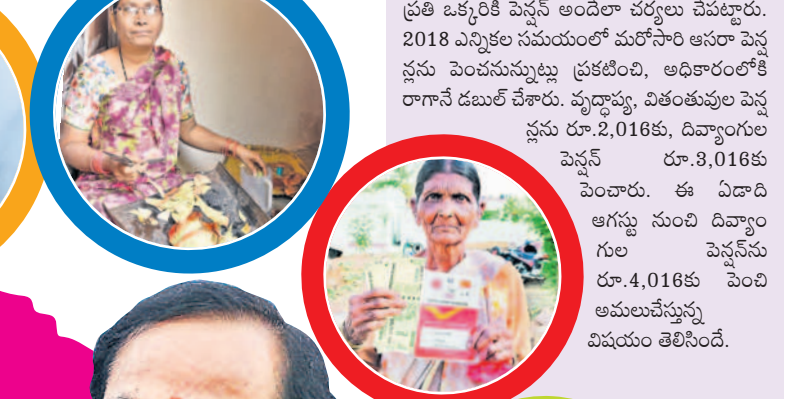 ప్రతి ఒక్కరికి పెన్షన్ అందేలా చర్యలు చేపట్టారు.
2018 ఎన్నికల సమయంలో మరోసారి ఆసరా పెన్ష
న్లను పెంచనున్నుట్లు ప్రకటించి, అధికారంలోకి
రాగానే డబుల్ చేశారు. వృద్ధాప్య, వితంతువుల పెన్ష
న్లను రూ.2,016కు, దివ్యాంగుల
పెన్షన్ రూ.3,016కు
పెంచారు. ఈ ఏడాది
ఆగస్టు నుంచి దివ్యాం
గుల పెన్షన్‌ను
రూ.4,016కు పెంచి
అమలుచేస్తున్న
విషయం తెలిసిందే.